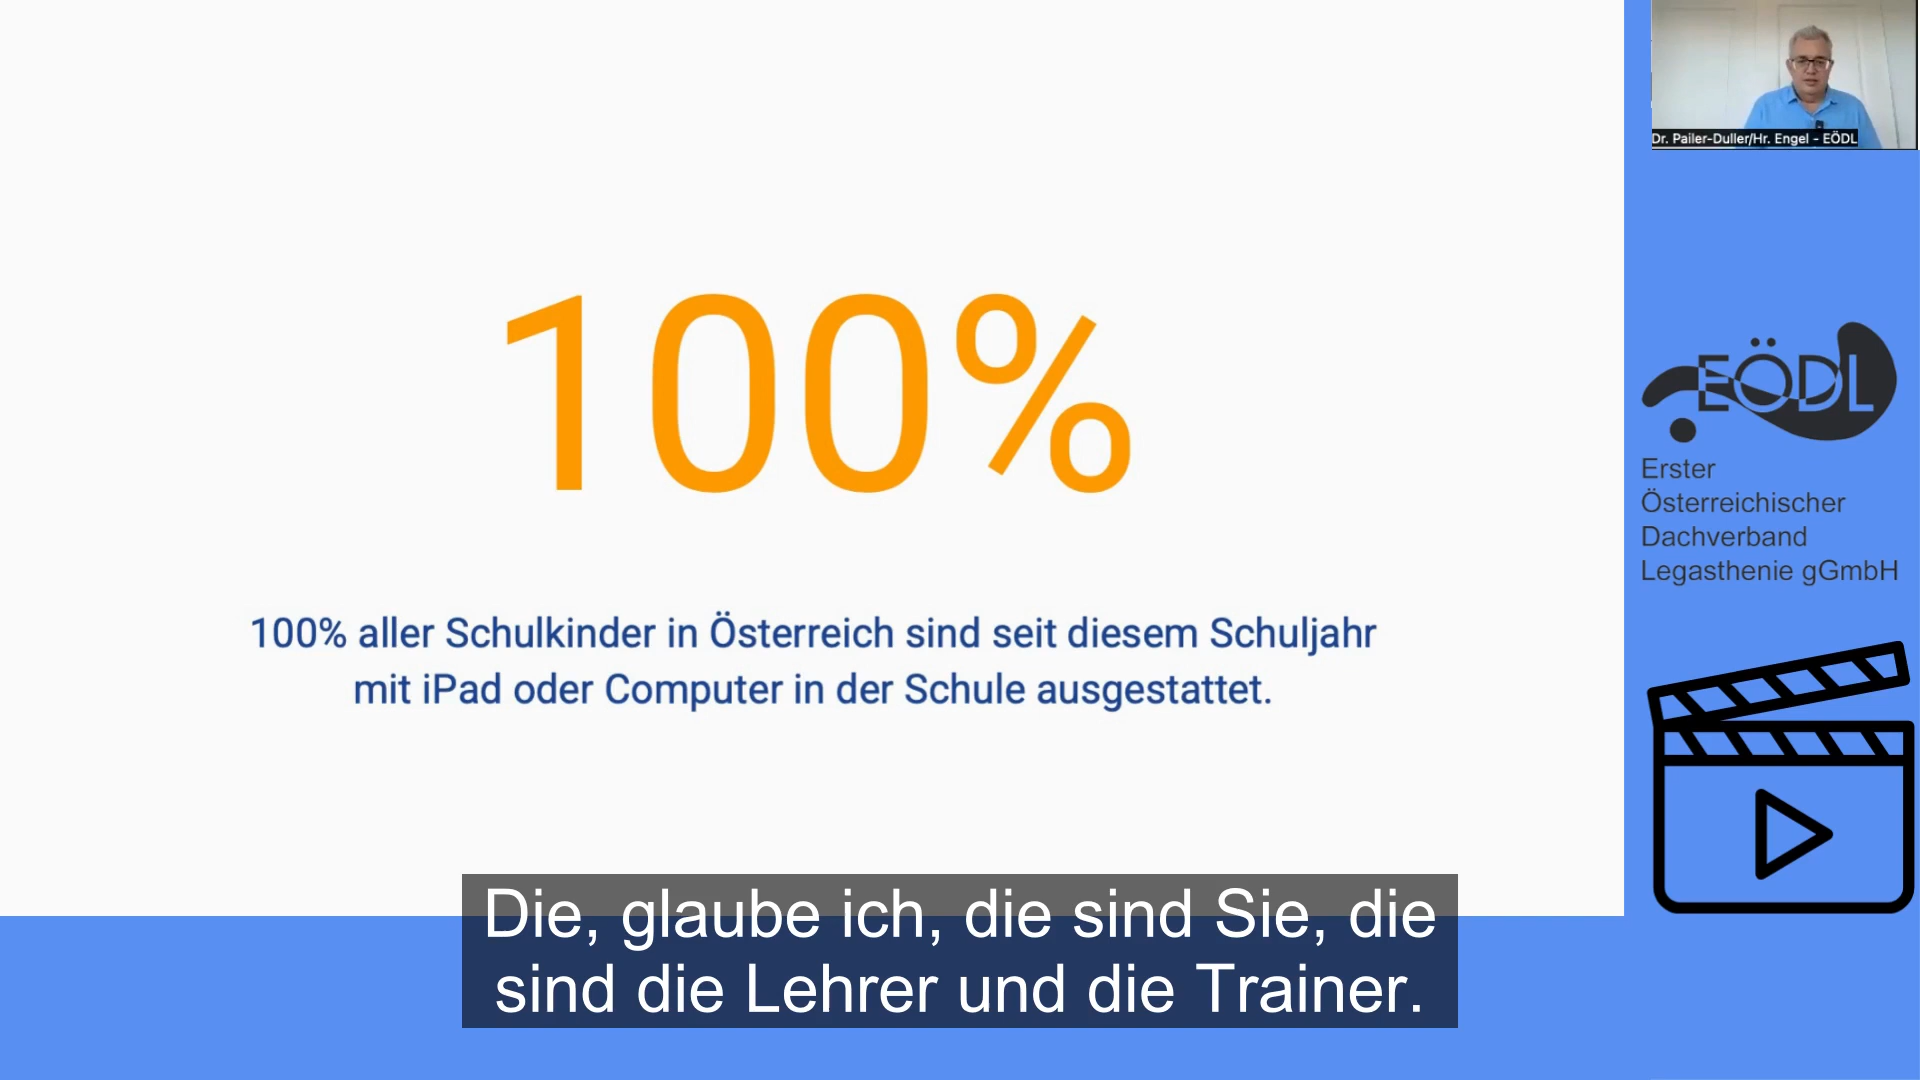 100%
100% aller Schulkinder in Österreich sind seit diesem Schuljahr
mit iPad oder Computer in der Schule ausgestattet.
Dr. Pailer-Duller/Hr. Engel - EÖDL
EÖDL
Erster
Österreichischer
Dachverband
Legasthenie gGmbH
Die, glaube ich, die sind Sie, die
sind die Lehrer und die Trainer.